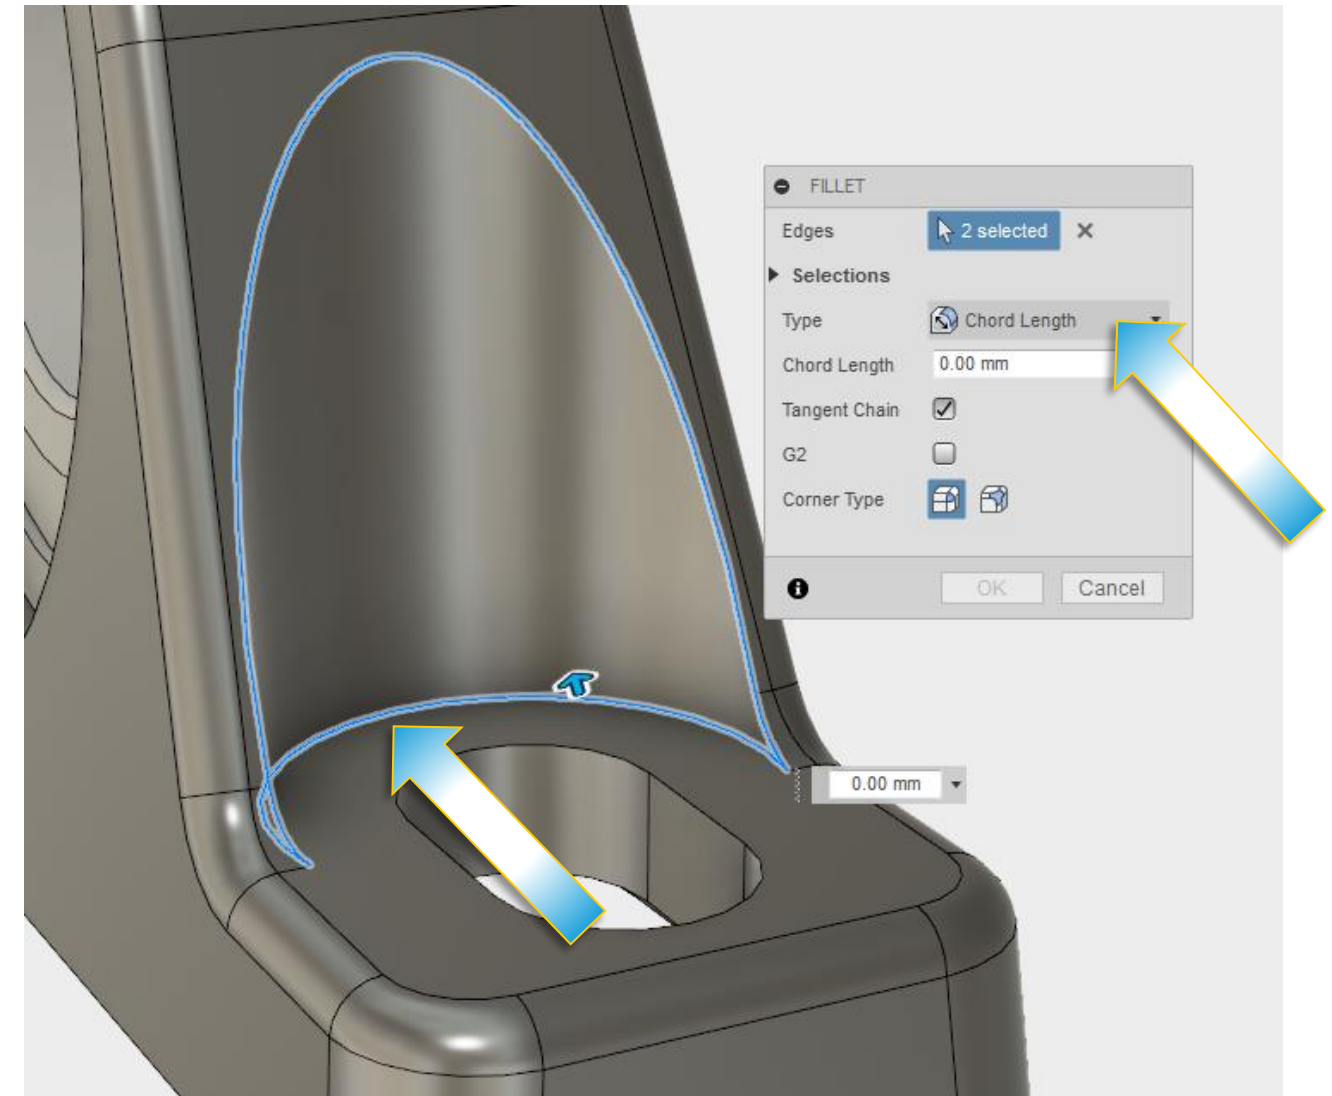 FILLET
Edges 2 selected
Selections
Type Chord Length
Chord Length 0.00 mm
Tangent Chain
G2
Corner Type
OK Cancel
0.00 mm